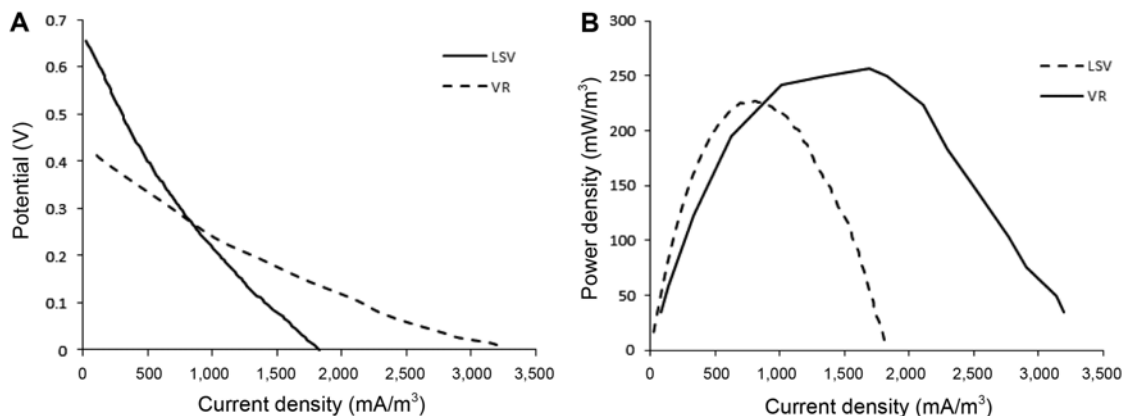 A
Potential (V)
0.7
0.6
0.5
0.4
0.3
0.2
0.1
0
0 500 1,000 1,500 2,000 2,500 3,000 3,500
Current density (mA/m³)
LSV
VR
B
Power density (mW/m³)
300
250
200
150
100
50
0
0 500 1,000 1,500 2,000 2,500 3,000 3,500
Current density (mA/m³)
LSV
VR